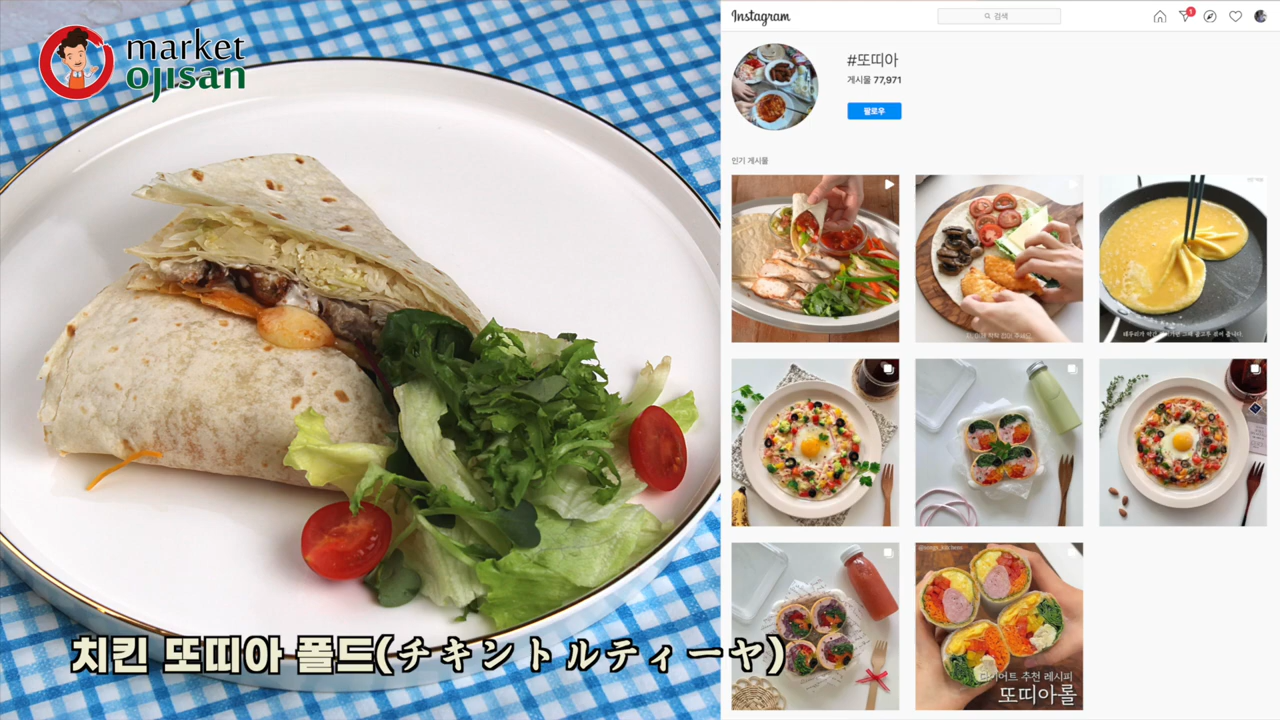 market
ojisan
Instagram
검색
1
#또띠아
게시물 77,971
팔로우
인기 게시물
다이어트 추천 레시피
또띠아롤
치킨 또띠아 폴드(チキントルティーヤ)